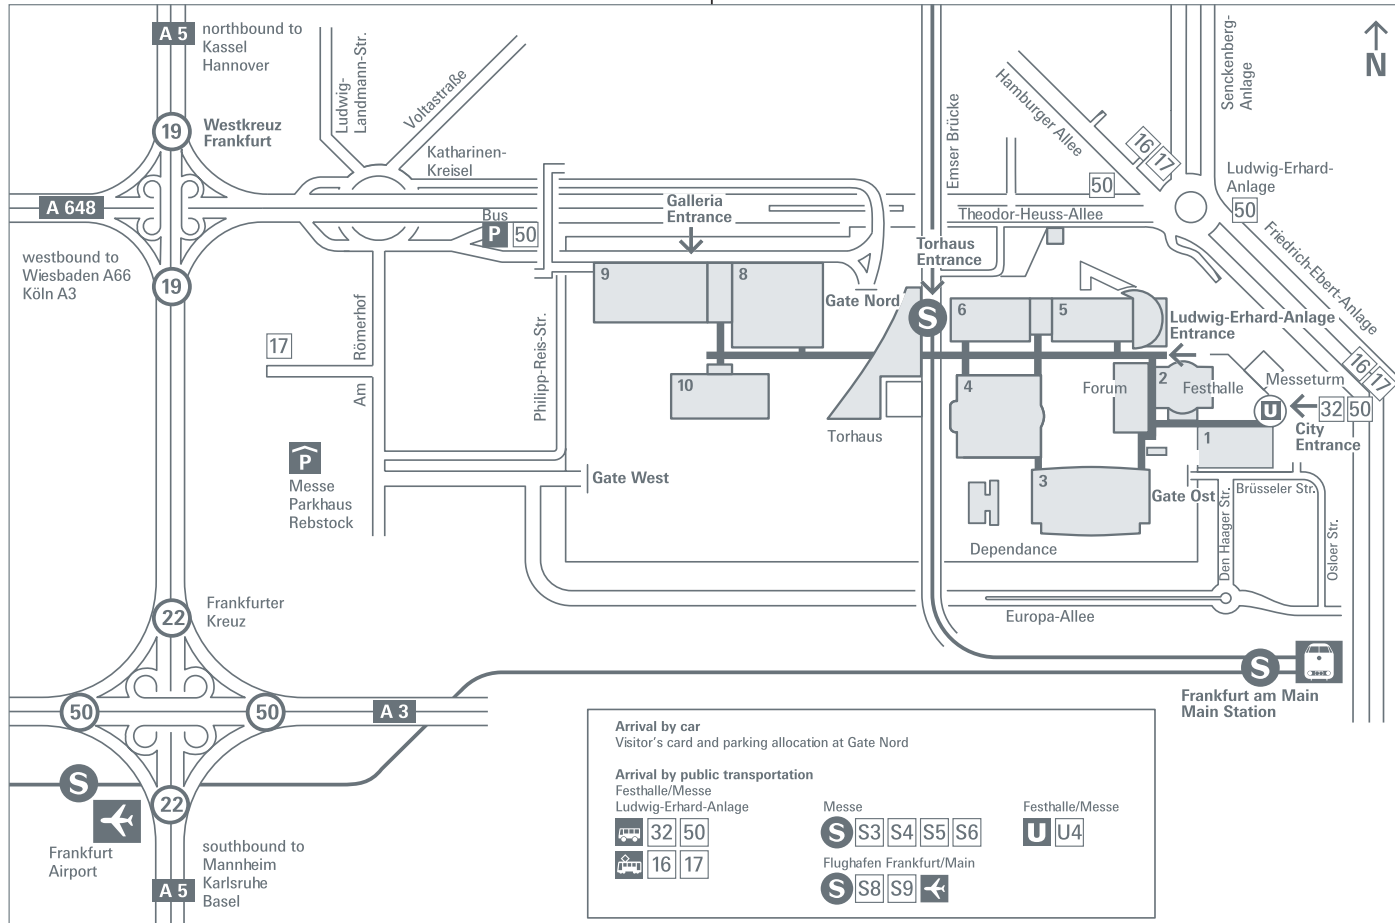 A 5
northbound to
Kassel
Hannover
Ludwig-
Landmann-Str.
Voltastraße
Emser Brücke
Hamburger Allee
Senckenberg-
Anlage
N
19
Westkreuz
Frankfurt
Katharinen-
Kreisel
16 17
50
Ludwig-Erhard-
Anlage
50
A 648
Galleria
Entrance
Theodor-Heuss-Allee
Bus
P 50
Friedrich-Ebert-Anlage
westbound to
Wiesbaden A66
Köln A3
19
Torhaus
Entrance
9
8
Gate Nord
S
6
5
Ludwig-Erhard-Anlage
Entrance
17
Am Römerhof
Philipp-Reis-Str.
10
Torhaus
4
Forum
2
Festhalle
Messeturm
16 17
U
32 50
City
Entrance
1
P
Messe
Parkhaus
Rebstock
Gate West
3
Gate Ost
Brüsseler Str.
Den Haager Str.
Osloer Str.
Dependance
Europa-Allee
22
Frankfurter
Kreuz
50
50
A 3
S
Frankfurt am Main
Main Station
S
22
Frankfurt
Airport
southbound to
Mannheim
Karlsruhe
Basel
A 5
Arrival by car
Visitor's card and parking allocation at Gate Nord
Arrival by public transportation
Festhalle/Messe
Ludwig-Erhard-Anlage
32 50
16 17
Messe
S S3 S4 S5 S6
Flughafen Frankfurt/Main
S S8 S9
Festhalle/Messe
U U4